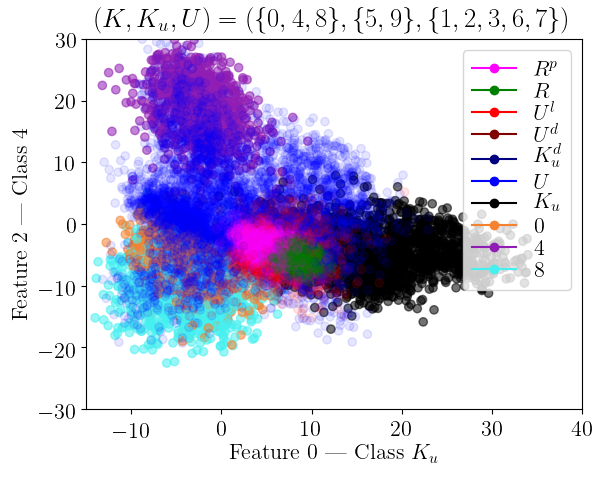 (K, K_u, U) = ({0, 4, 8}, {5, 9}, {1, 2, 3, 6, 7})
30
20
10
0
−10
−20
−30
Feature 2 — Class 4
R^p
R
U^l
U^d
K_u^d
U
K_u
0
4
8
−10
0
10
20
30
40
Feature 0 — Class K_u